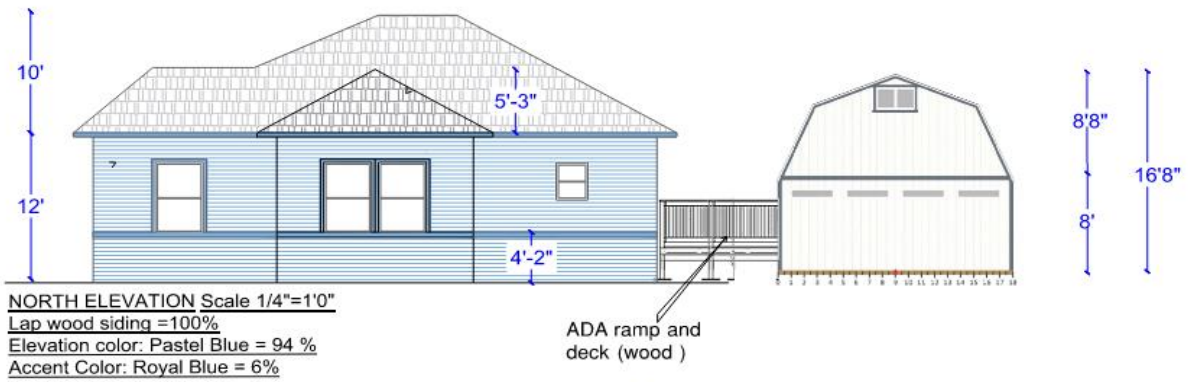 10'
5'-3"
12'
4'-2"
8'8"
16'8"
8'
0 1 2 3 4 5 6 7 8 9 10 11 12 13 14 15 16 17 18
NORTH ELEVATION Scale 1/4"=1'0"
Lap wood siding =100%
Elevation color: Pastel Blue = 94 %
Accent Color: Royal Blue = 6%
ADA ramp and
deck (wood )